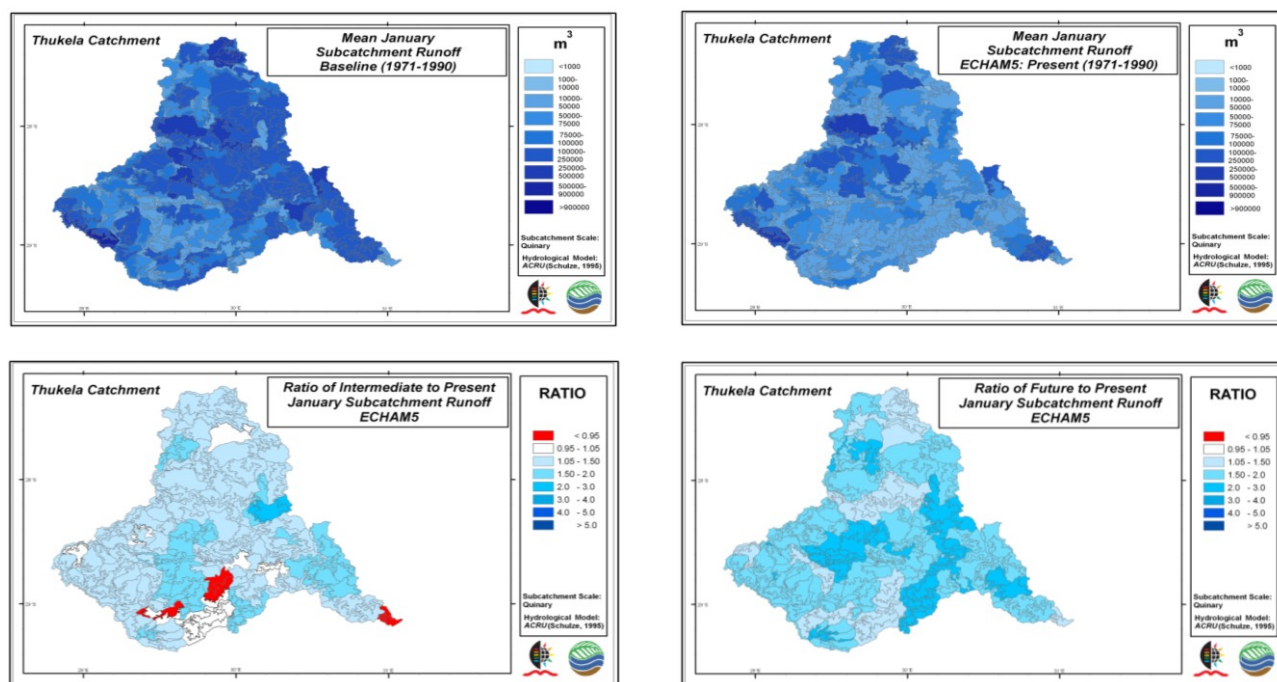 Thukela Catchment
Mean January
Subcatchment Runoff
Baseline (1971-1990)
m3
<1000
1000-
10000
10000-
50000
50000-
75000
75000-
100000
100000-
250000
250000-
500000
500000-
900000
>900000
Subcatchment Scale:
Quinary
Hydrological Model:
ACRU (Schulze, 1995)
Thukela Catchment
Mean January
Subcatchment Runoff
ECHAM5: Present (1971-1990)
m3
<1000
1000-
10000
10000-
50000
50000-
75000
75000-
100000
100000-
250000
250000-
500000
500000-
900000
>900000
Subcatchment Scale:
Quinary
Hydrological Model:
ACRU (Schulze, 1995)
Thukela Catchment
Ratio of Intermediate to Present
January Subcatchment Runoff
ECHAM5
RATIO
< 0.95
0.95 - 1.05
1.05 - 1.50
1.50 - 2.0
2.0 - 3.0
3.0 - 4.0
4.0 - 5.0
> 5.0
Subcatchment Scale:
Quinary
Hydrological Model:
ACRU (Schulze, 1995)
Thukela Catchment
Ratio of Future to Present
January Subcatchment Runoff
ECHAM5
RATIO
< 0.95
0.95 - 1.05
1.05 - 1.50
1.50 - 2.0
2.0 - 3.0
3.0 - 4.0
4.0 - 5.0
> 5.0
Subcatchment Scale:
Quinary
Hydrological Model:
ACRU (Schulze, 1995)